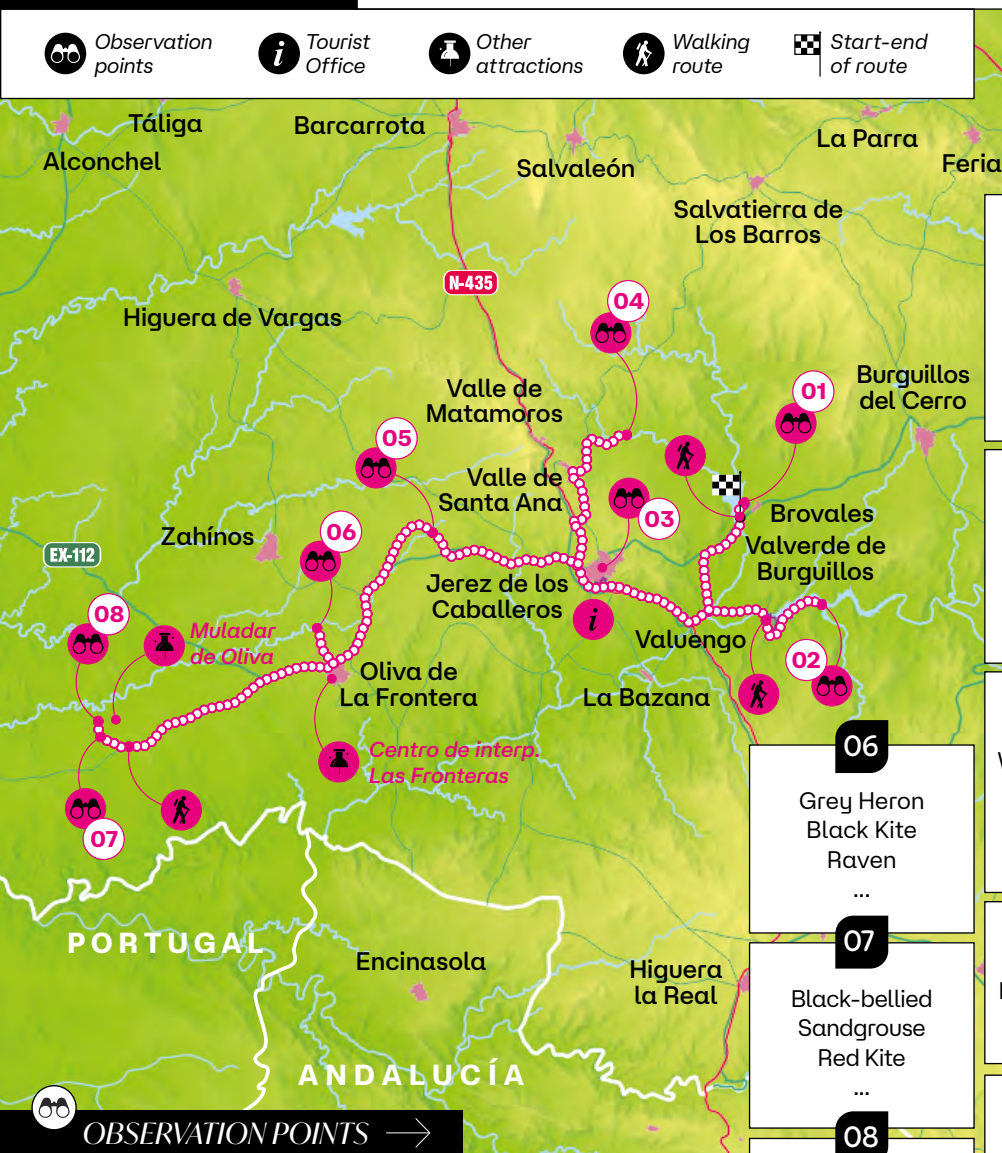 Observation
points
Tourist
Office
Other
attractions
Walking
route
Start-end
of route
Táliga
Barcarrota
La Parra
Alconchel
Salvaleón
Feria
Salvatierra de
Los Barros
N-435
04
Higuera de Vargas
Valle de
Matamoros
01
Burguillos
del Cerro
05
Valle de
Santa Ana
03
Brovales
06
Zahínos
EX-112
Valverde de
Burguillos
Jerez de los
Caballeros
08
Muladar
de Oliva
Valuengo
02
Oliva de
La Frontera
La Bazana
Centro de interp.
Las Fronteras
07
06
Grey Heron
Black Kite
Raven
...
07
Black-bellied
Sandgrouse
Red Kite
...
08
PORTUGAL
Encinasola
Higuera
la Real
ANDALUCÍA
OBSERVATION POINTS